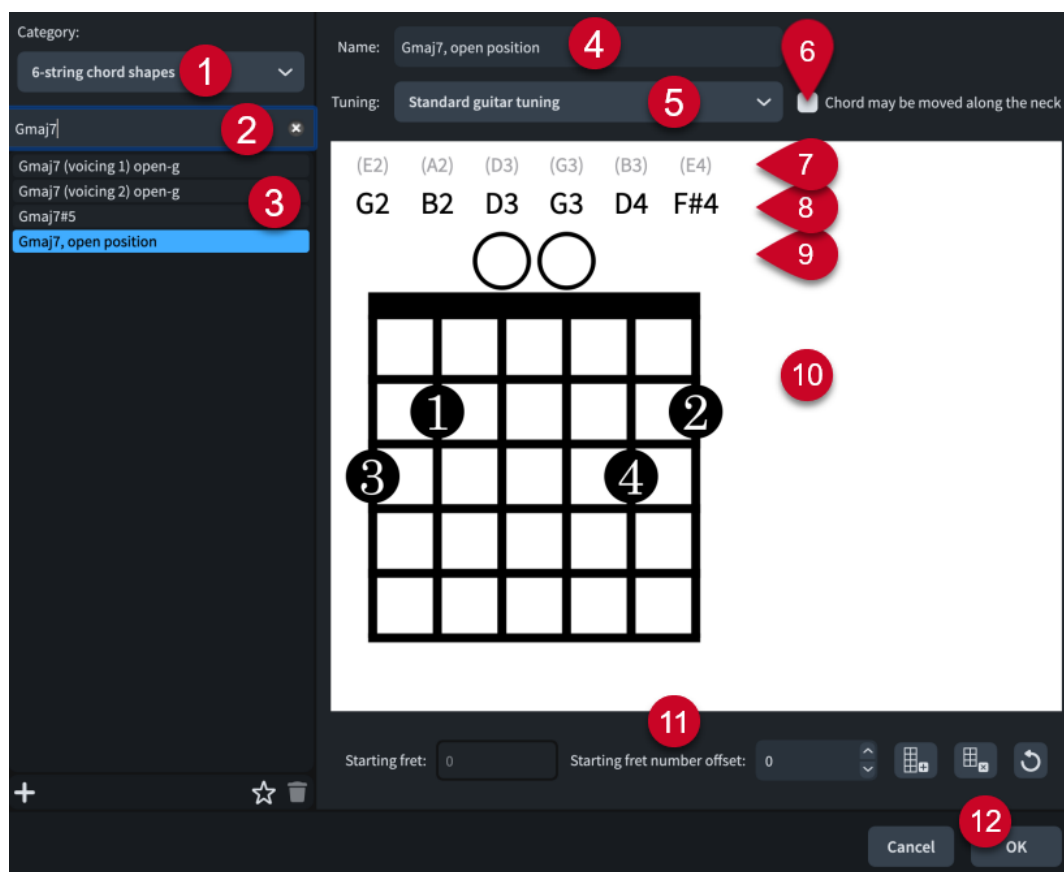 Category:
1
6-string chord shapes
2
Gmaj7
3
Gmaj7 (voicing 1) open-g
Gmaj7 (voicing 2) open-g
Gmaj7#5
Gmaj7, open position
Name: Gmaj7, open position 4
Tuning: Standard guitar tuning 5
6
Chord may be moved along the neck
(E2) (A2) (D3) (G3) (B3) (E4) 7
G2 B2 D3 G3 D4 F#4 8
9
10
1 2
3 4
11
Starting fret: 0 Starting fret number offset: 0
12
Cancel OK